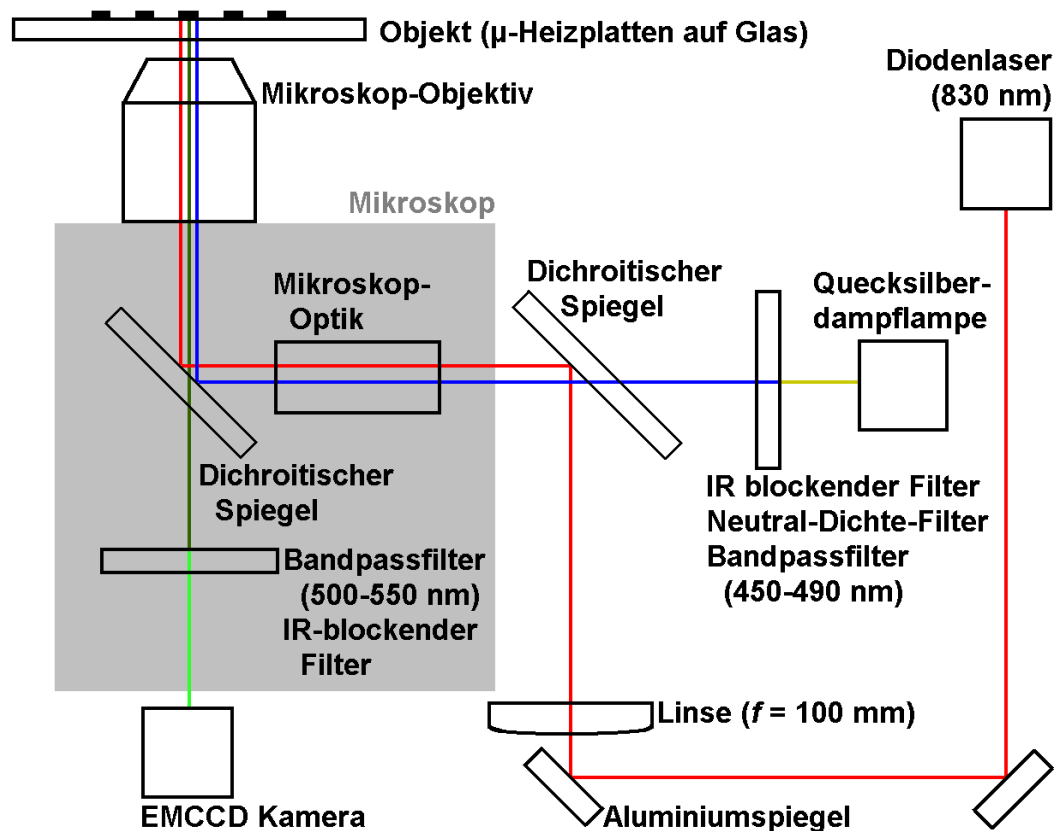 Objekt (µ-Heizplatten auf Glas)
Mikroskop-Objektiv
Diodenlaser
(830 nm)
Mikroskop
Mikroskop-
Optik
Dichroitischer
Spiegel
Quecksilber-
dampflampe
Dichroitischer
Spiegel
IR blockender Filter
Neutral-Dichte-Filter
Bandpassfilter
(450-490 nm)
Bandpassfilter
(500-550 nm)
IR-blockender
Filter
Linse (f = 100 mm)
EMCCD Kamera
Aluminiumspiegel